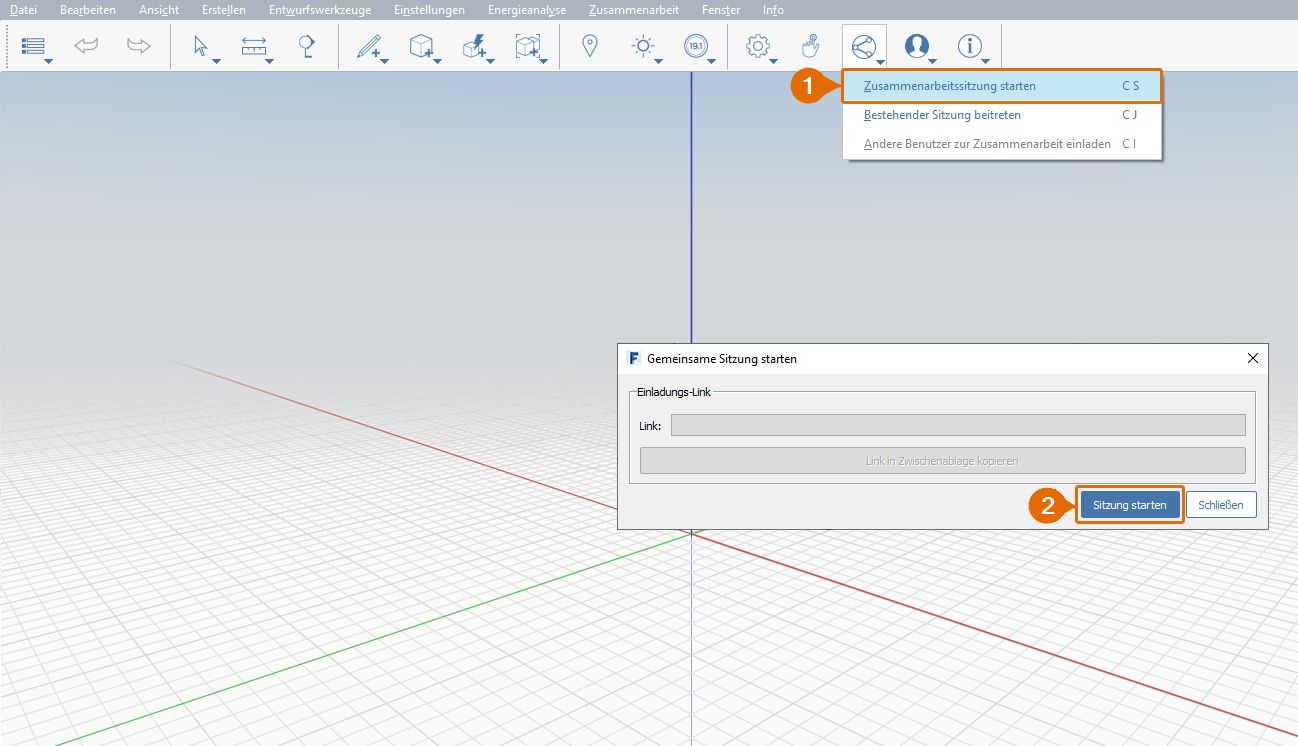 Datei Bearbeiten Ansicht Erstellen Entwurfswerkzeuge Einstellungen Energieanalyse Zusammenarbeit Fenster Info
19.1
1
Zusammenarbeitssitzung starten C S
Bestehender Sitzung beitreten C J
Andere Benutzer zur Zusammenarbeit einladen C I
F Gemeinsame Sitzung starten
Einladungs-Link
Link:
Link in Zwischenablage kopieren
2
Sitzung starten Schließen